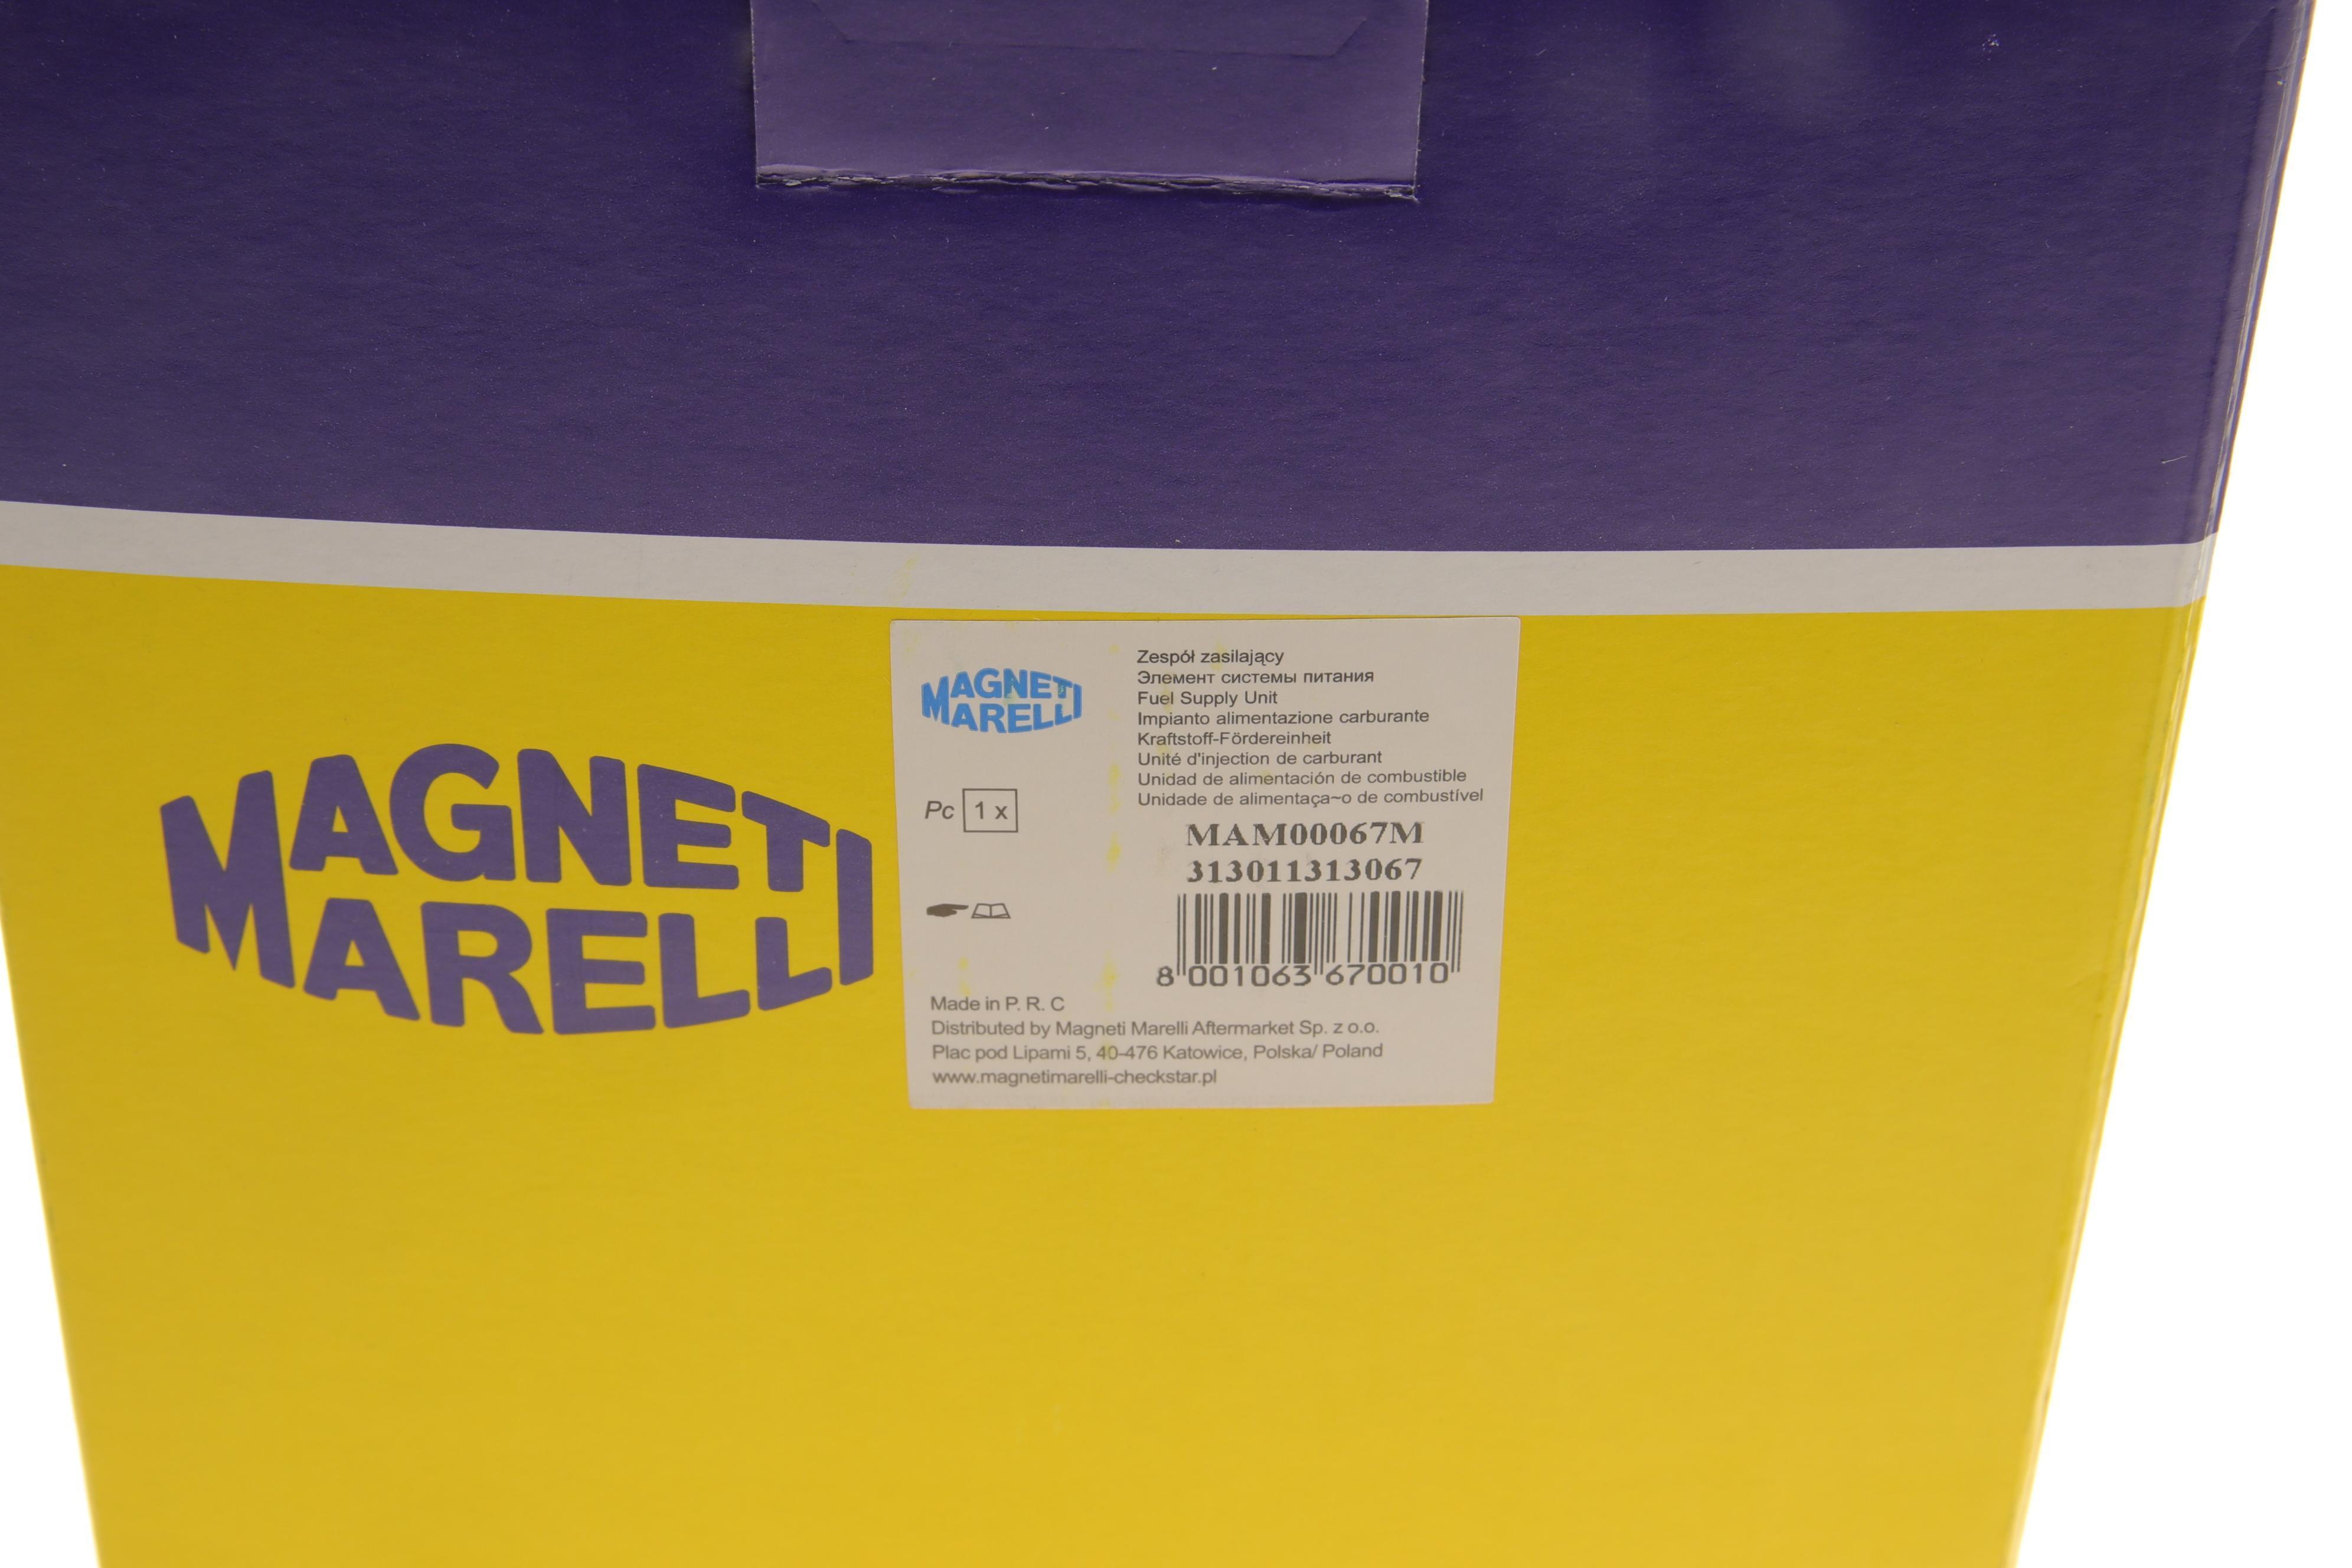 MAGNETI
MARELLI
MAGNETI
MARELLI
Zespół zasilający
Элемент системы питания
Fuel Supply Unit
Impianto alimentazione carburante
Kraftstoff-Fördereinheit
Unité d'injection de carburant
Unidad de alimentación de combustible
Unidade de alimentaça~o de combustível
Pc 1 x
MAM00067M
313011313067
8 001063 670010
Made in P. R. C
Distributed by Magneti Marelli Aftermarket Sp. z o.o.
Plac pod Lipami 5, 40-476 Katowice, Polska/ Poland
www.magnetimarelli-checkstar.pl